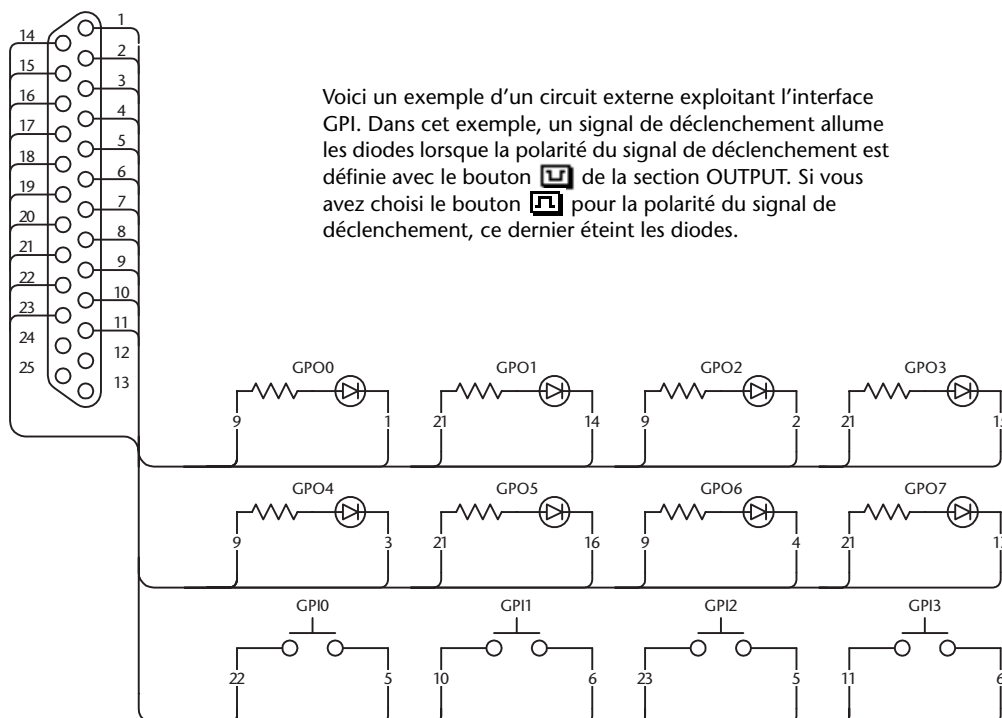 1
14
2
15
3
16
4
17
5
18
6
19
7
20
8
21
9
22
10
23
11
24
12
25
13
Voici un exemple d'un circuit externe exploitant l'interface
GPI. Dans cet exemple, un signal de déclenchement allume
les diodes lorsque la polarité du signal de déclenchement est
définie avec le bouton de la section OUTPUT. Si vous
avez choisi le bouton pour la polarité du signal de
déclenchement, ce dernier éteint les diodes.
GPO0 GPO1 GPO2 GPO3
9 1 21 14 9 2 21 15
GPO4 GPO5 GPO6 GPO7
9 3 21 16 9 4 21
GPI0 GPI1 GPI2 GPI3
22 5 10 6 23 5 11 6